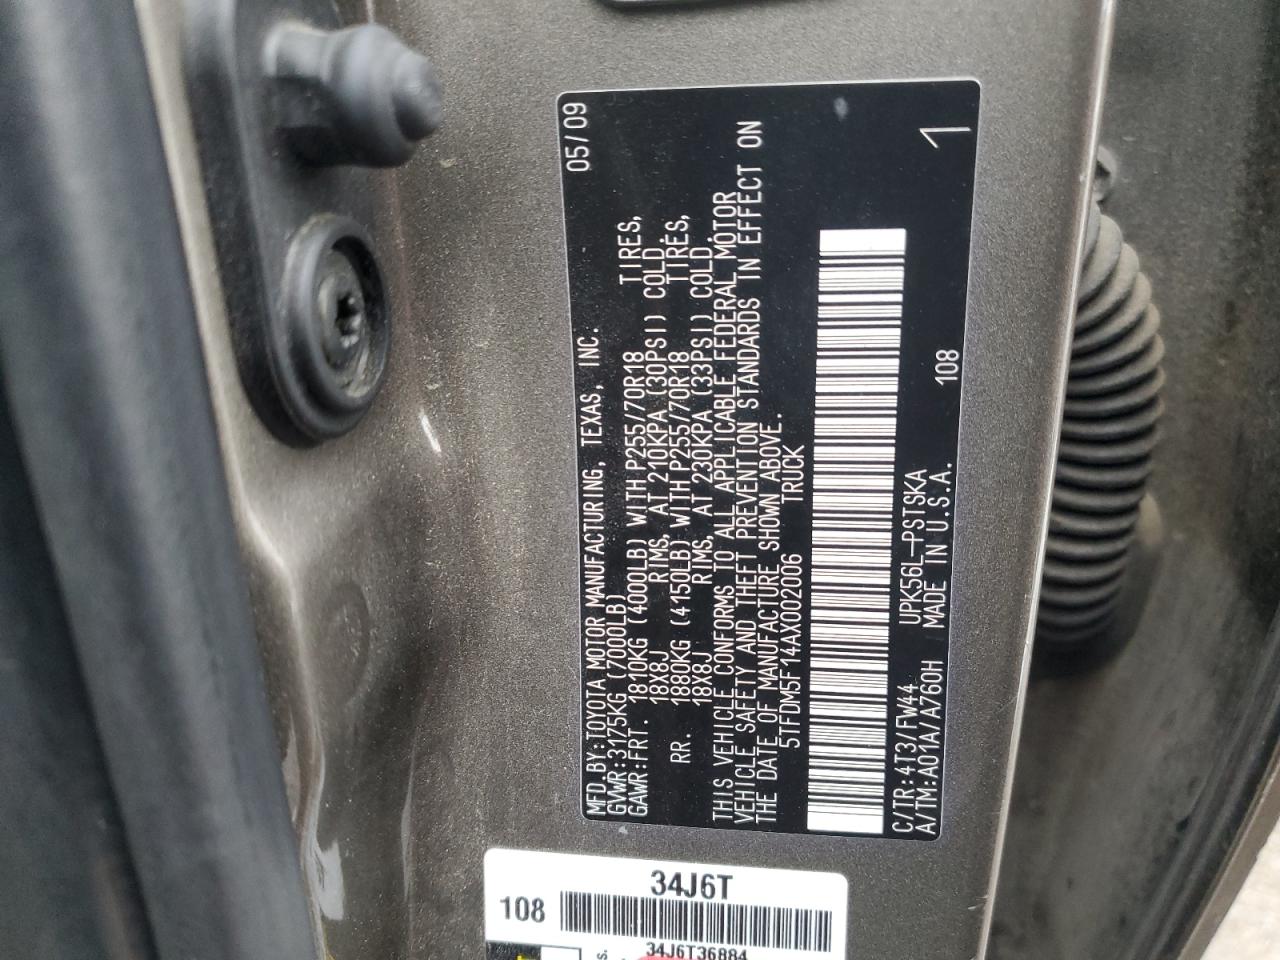 05/09
MFD.BY:TOYOTA MOTOR MANUFACTURING, TEXAS, INC.
GVWR:3175KG (7000LB)
GAWR:FRT. 1810KG (4000LB) WITH P255/70R18 TIRES,
18X8J RIMS, AT 210KPA (30PSI) COLD,
RR. 1880KG (4150LB) WITH P255/70R18 TIRES,
18X8J RIMS, AT 230KPA (33PSI) COLD.
THIS VEHICLE CONFORMS TO ALL APPLICABLE FEDERAL MOTOR
VEHICLE SAFETY AND THEFT PREVENTION STANDARDS IN EFFECT ON
THE DATE OF MANUFACTURE SHOWN ABOVE.
5TFDM5F14AX002006 TRUCK
C/TR:4T3/FW44 UPK56L-PSTSKA
A/TM:A01A/A760H MADE IN U.S.A. 108
1
34J6T
108
34J6T36884